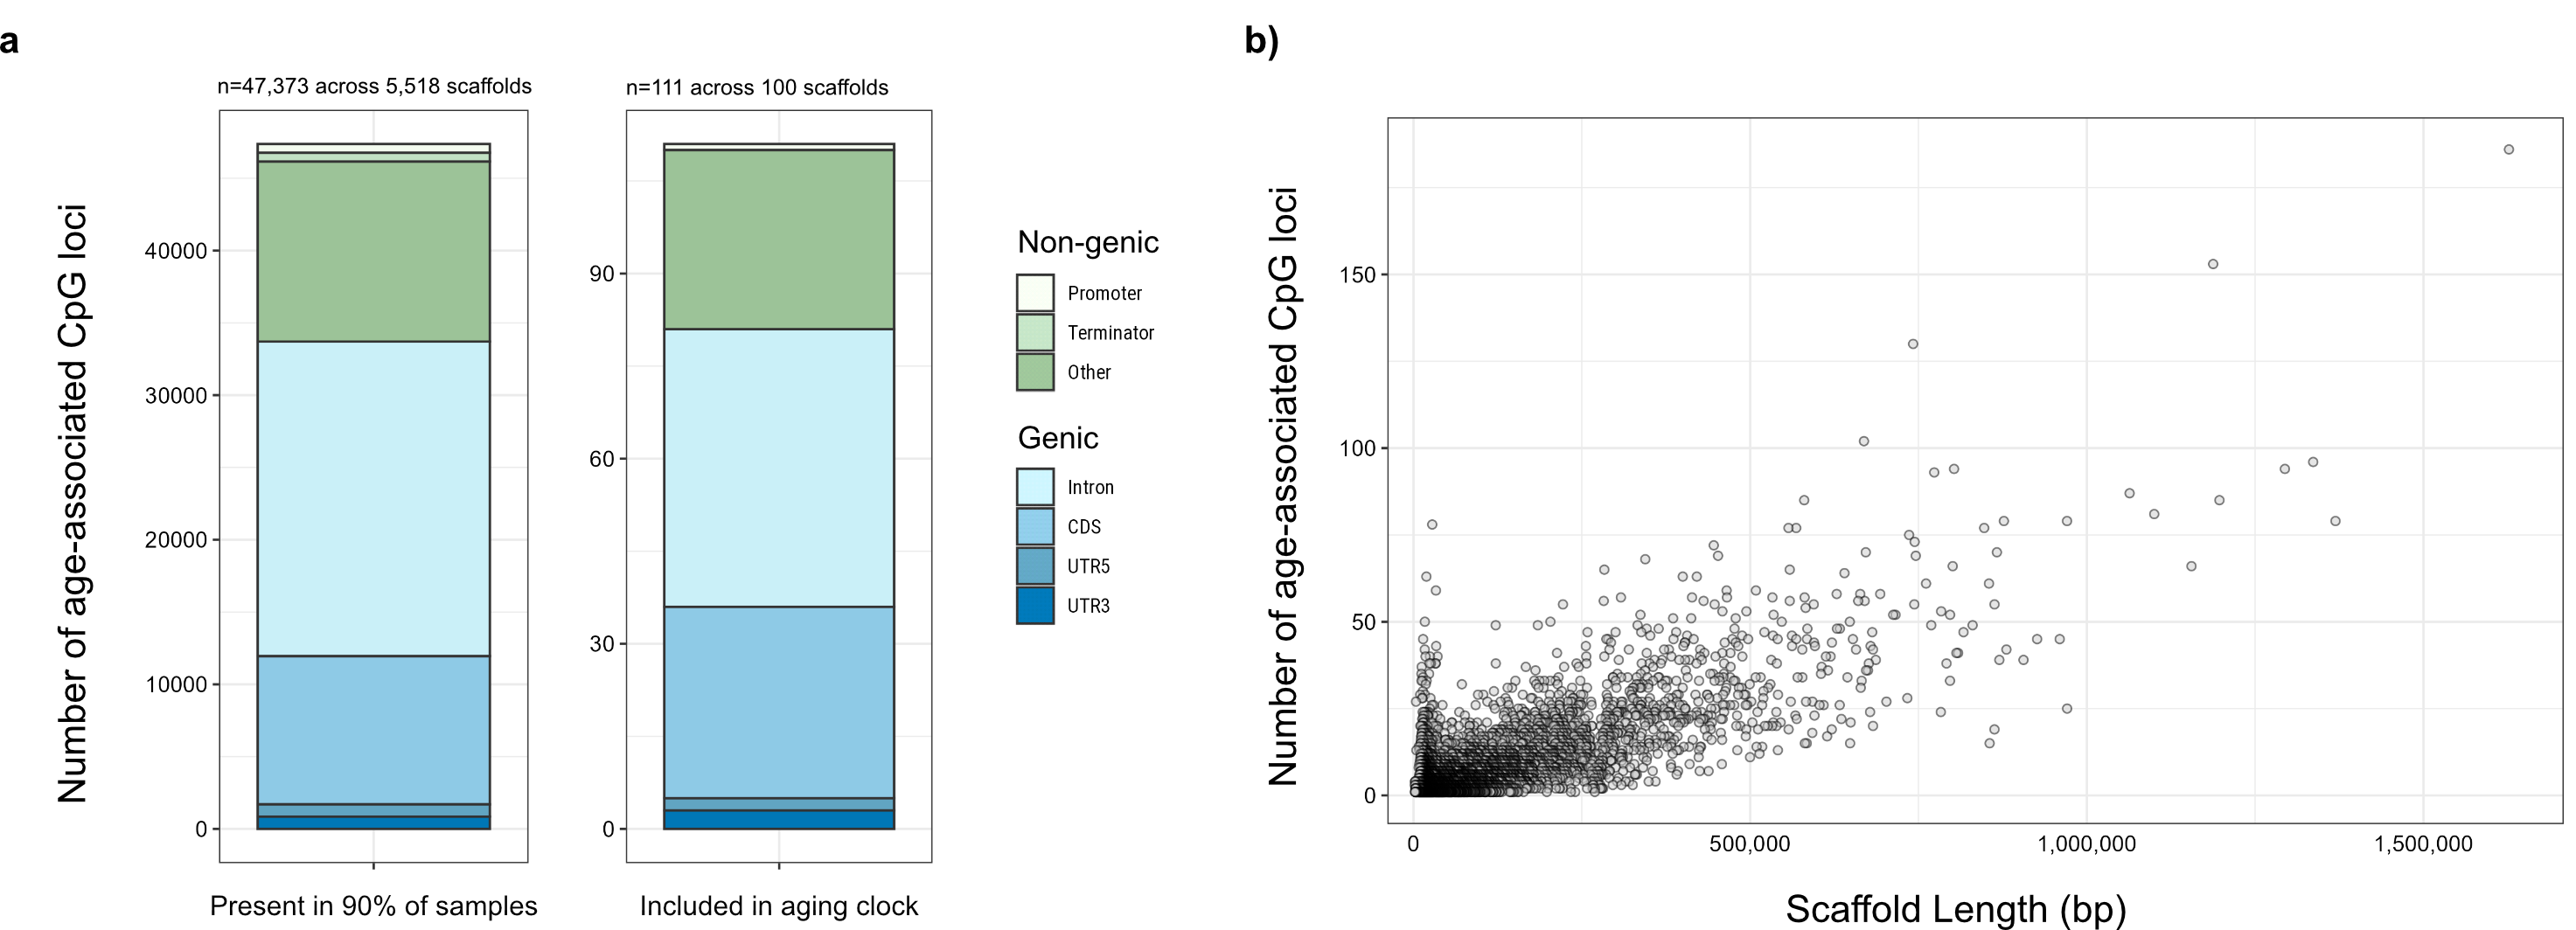 a
n=47,373 across 5,518 scaffolds
n=111 across 100 scaffolds
Number of age-associated CpG loci
40000
30000
20000
10000
0
90
60
30
0
Present in 90% of samples
Included in aging clock
Non-genic
Promoter
Terminator
Other
Genic
Intron
CDS
UTR5
UTR3
b)
Number of age-associated CpG loci
150
100
50
0
0
500,000
1,000,000
1,500,000
Scaffold Length (bp)